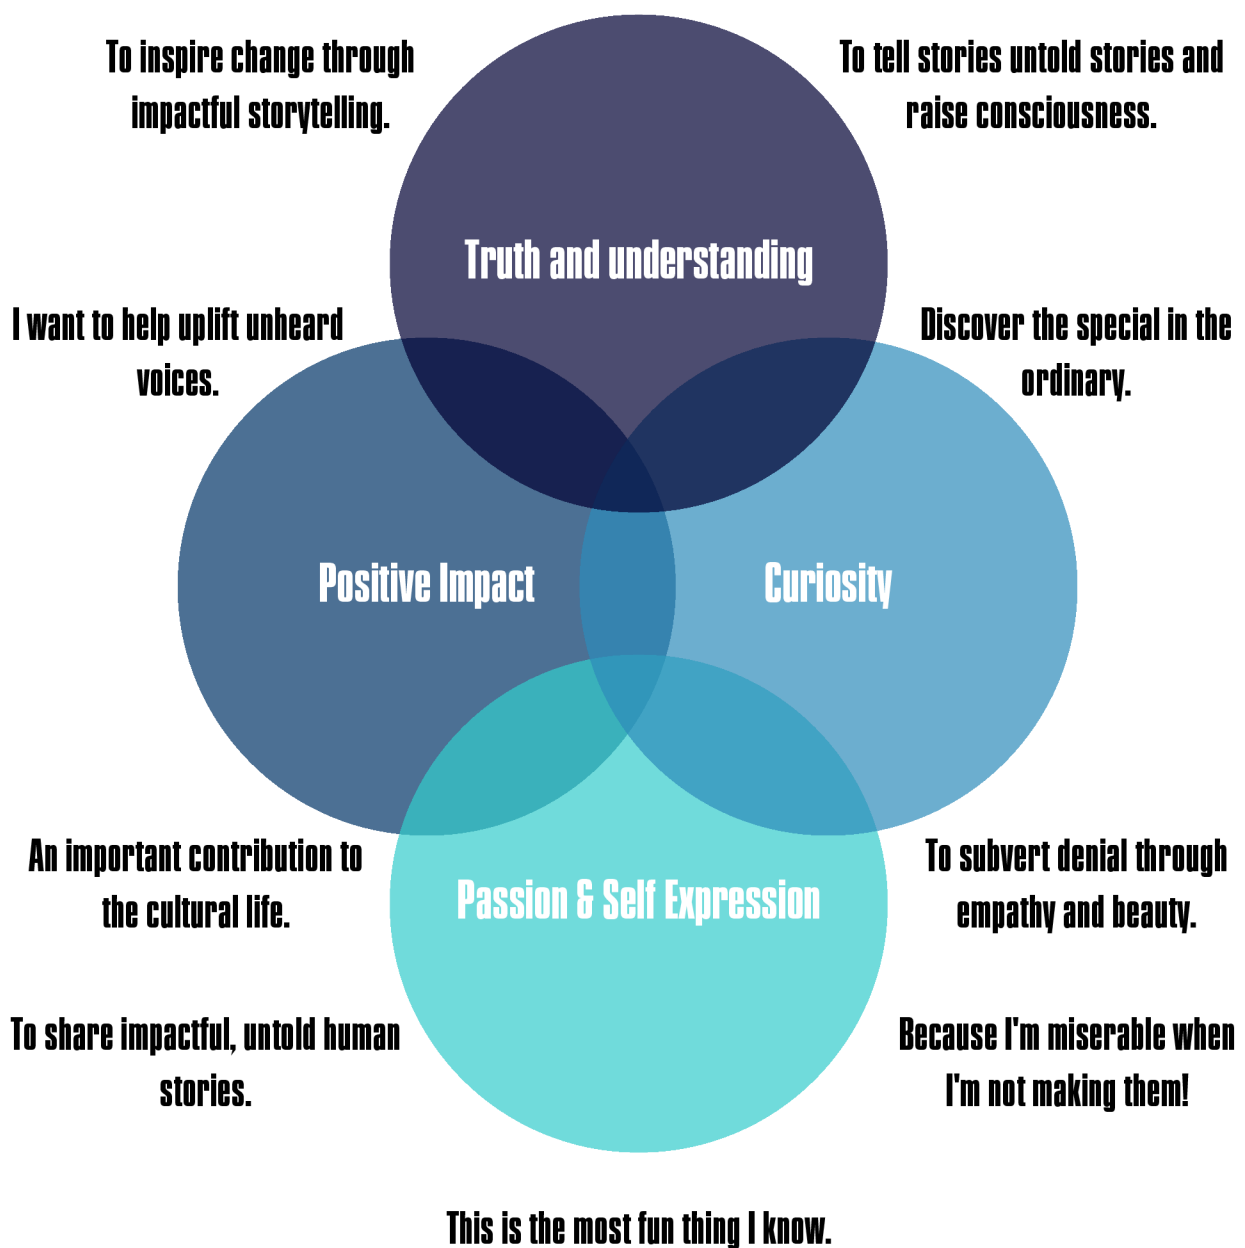 To inspire change through
impactful storytelling.
To tell stories untold stories and
raise consciousness.
Truth and understanding
I want to help uplift unheard
voices.
Discover the special in the
ordinary.
Positive Impact
Curiosity
An important contribution to
the cultural life.
To subvert denial through
empathy and beauty.
Passion & Self Expression
To share impactful, untold human
stories.
Because I'm miserable when
I'm not making them!
This is the most fun thing I know.